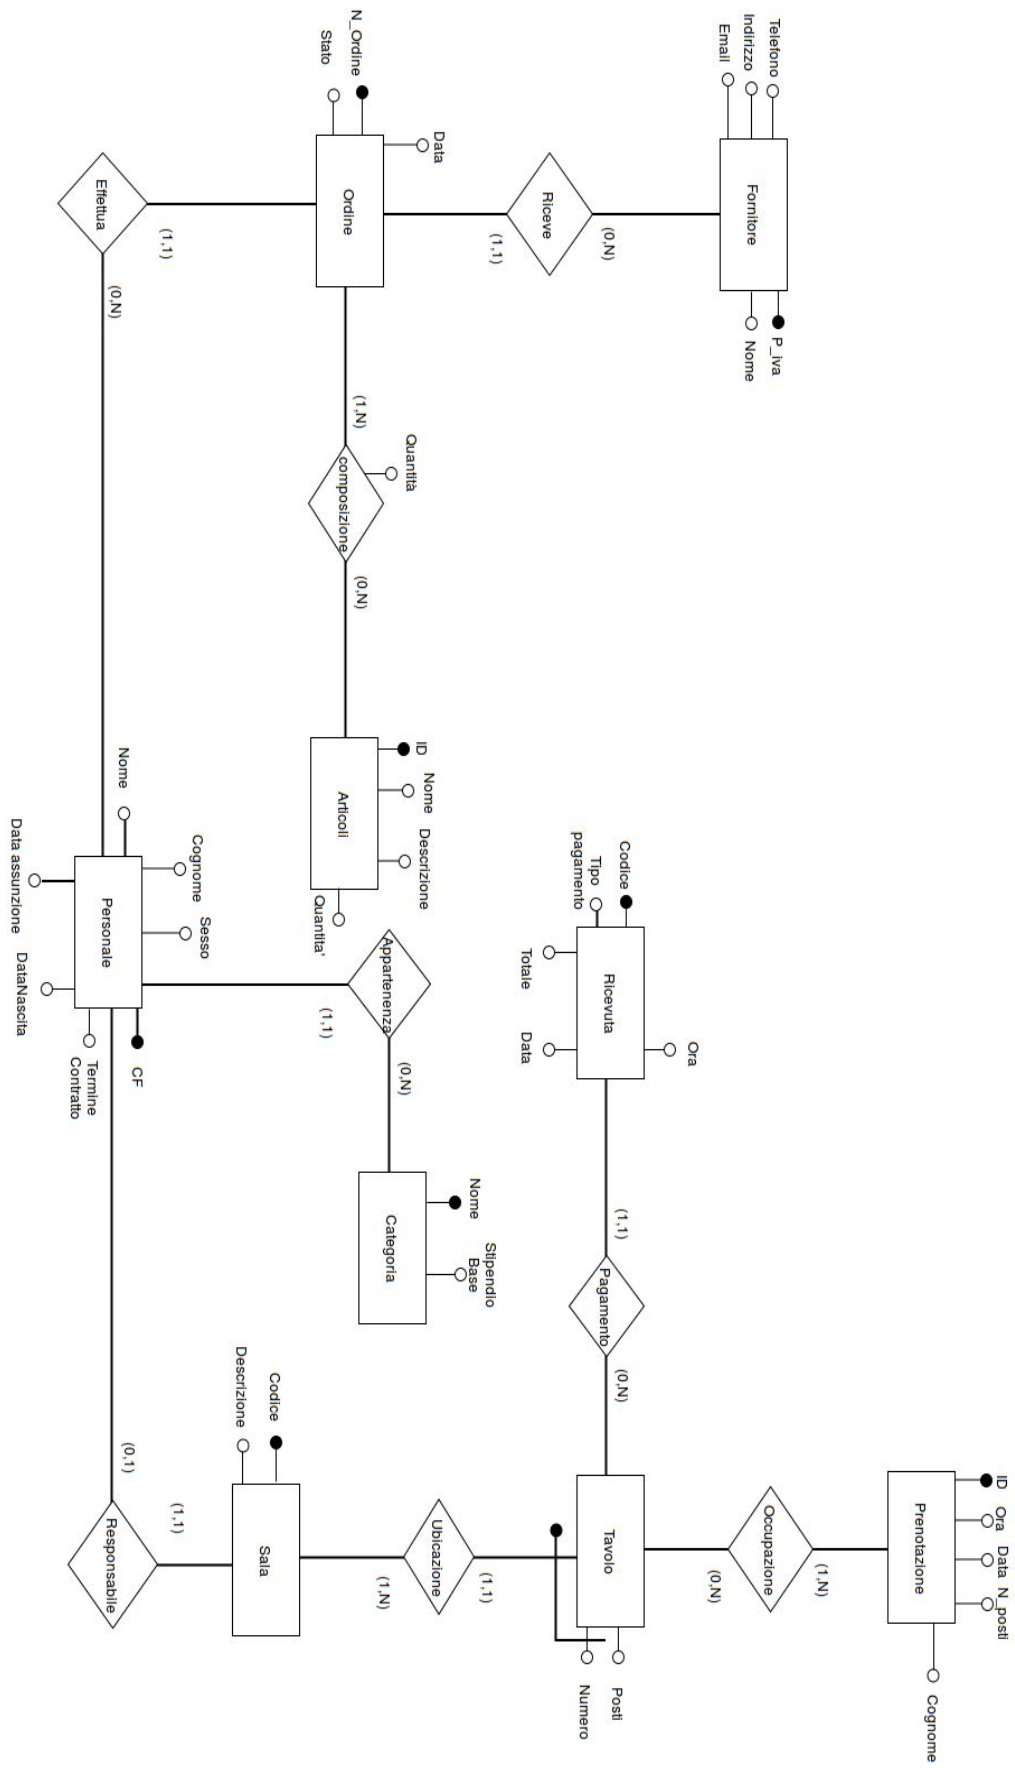 Telefono
Indirizzo
Email
Fornitore
P_iva
Nome
(0,N)
Riceve
(1,1)
Data
N_Ordine
Stato
Ordine
(1,1)
Effettua
(0,N)
(1,N)
Quantità
composizione
(0,N)
ID
Nome
Descrizione
Articoli
Quantita'
Nome
Cognome
Sesso
Data assunzione
Personale
DataNascita
CF
Termine
Contratto
Appartenenza
(1,1)
(0,N)
Nome
Stipendio
Base
Categoria
Codice
Tipo
pagamento
Ricevuta
Ora
Totale
Data
(1,1)
Pagamento
(0,N)
ID
Ora
Data
N_posti
Prenotazione
Cognome
(1,N)
Occupazione
(0,N)
Tavolo
Posti
Numero
(1,1)
Ubicazione
(1,N)
Codice
Descrizione
Sala
(1,1)
Responsabile
(0,1)